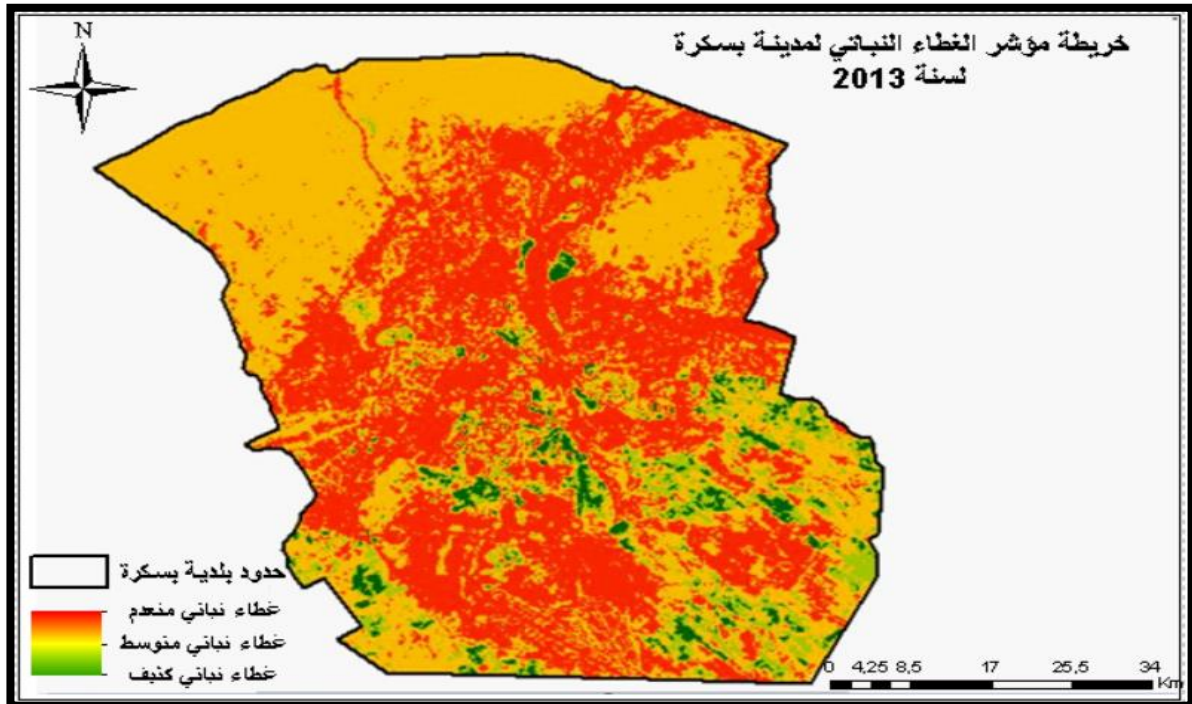 N
خريطة مؤشر الغطاء النباتي لمدينة بسكرة
لسنة 2013
حدود بلدية بسكرة
غطاء نباتي منعدم
غطاء نباتي متوسط
غطاء نباتي كثيف
0 4,25 8,5 17 25,5 34
Km